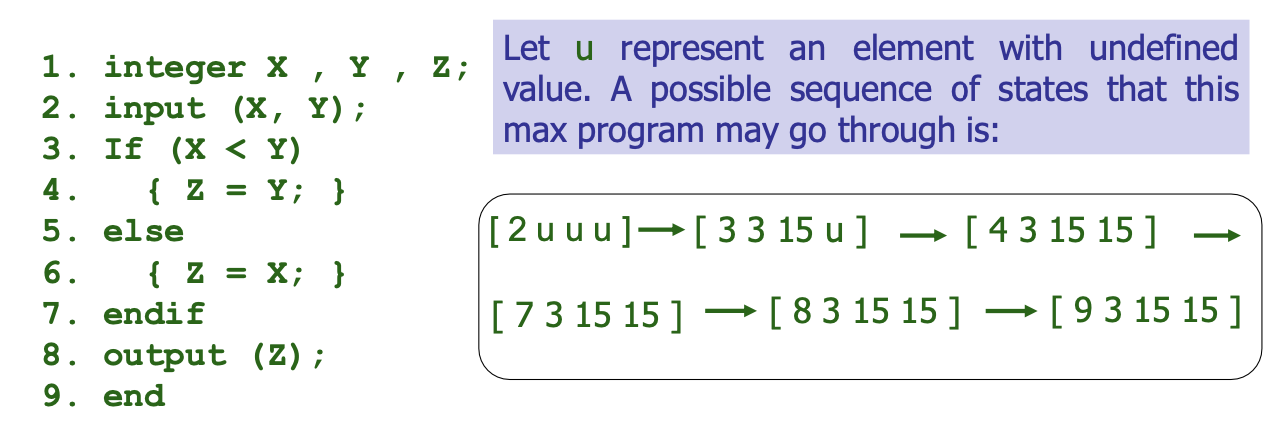 1. integer X , Y , Z;
2. input (X, Y);
3. If (X < Y)
4. { Z = Y; }
5. else
6. { Z = X; }
7. endif
8. output (Z);
9. end
Let u represent an element with undefined
value. A possible sequence of states that this
max program may go through is:
[ 2 u u u ] → [ 3 3 15 u ] → [ 4 3 15 15 ] →
[ 7 3 15 15 ] → [ 8 3 15 15 ] → [ 9 3 15 15 ]